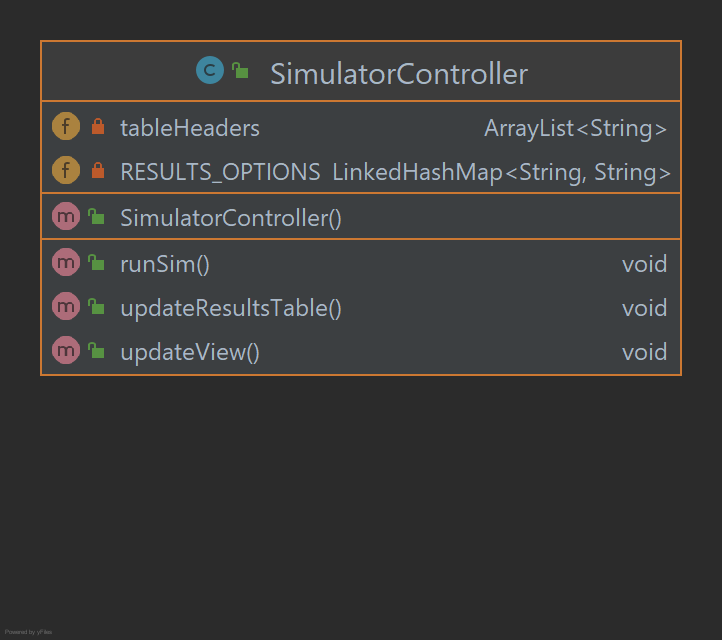 C SimulatorController
f tableHeaders ArrayList<String>
f RESULTS_OPTIONS LinkedHashMap<String, String>
m SimulatorController()
m runSim() void
m updateResultsTable() void
m updateView() void
Powered by yFiles